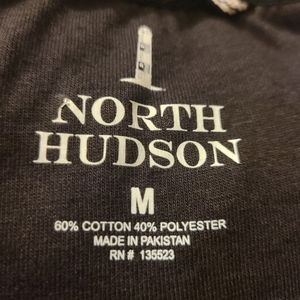 NORTH
HUDSON
M
60% COTTON 40% POLYESTER
MADE IN PAKISTAN
RN# 135523